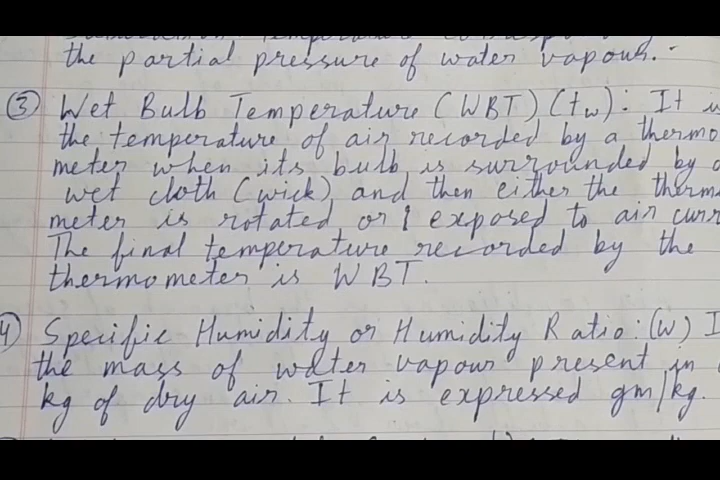 the partial pressure of water vapour.
③ Wet Bulb Temperature (WBT) (tw): It is
the temperature of air recorded by a thermo
meter when its bulb is surrounded by a
wet cloth (wick) and then either the thermo
meter is rotated or exposed to air curr
The final temperature recorded by the
thermometer is WBT.
4) Specific Humidity or Humidity Ratio: (W) I
the mass of water vapour present in
kg of dry air. It is expressed gm/kg.